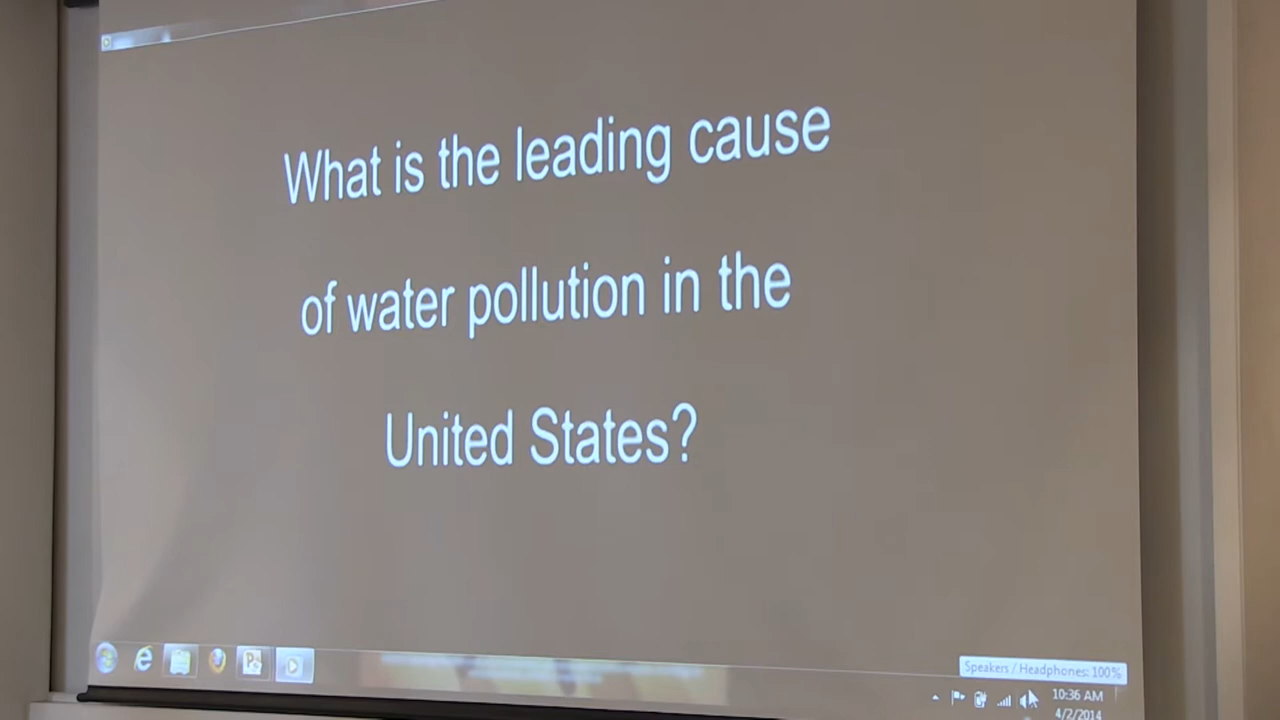 What is the leading cause
of water pollution in the
United States?
Speakers / Headphones: 100%
10:36 AM
4/2/2014